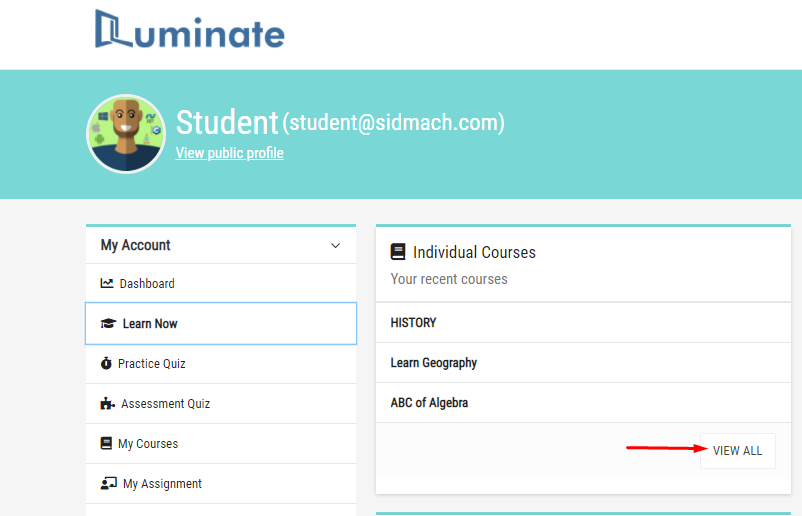 Luminate
Student (student@sidmach.com)
View public profile
My Account
Dashboard
Learn Now
Practice Quiz
Assessment Quiz
My Courses
My Assignment
Individual Courses
Your recent courses
HISTORY
Learn Geography
ABC of Algebra
VIEW ALL